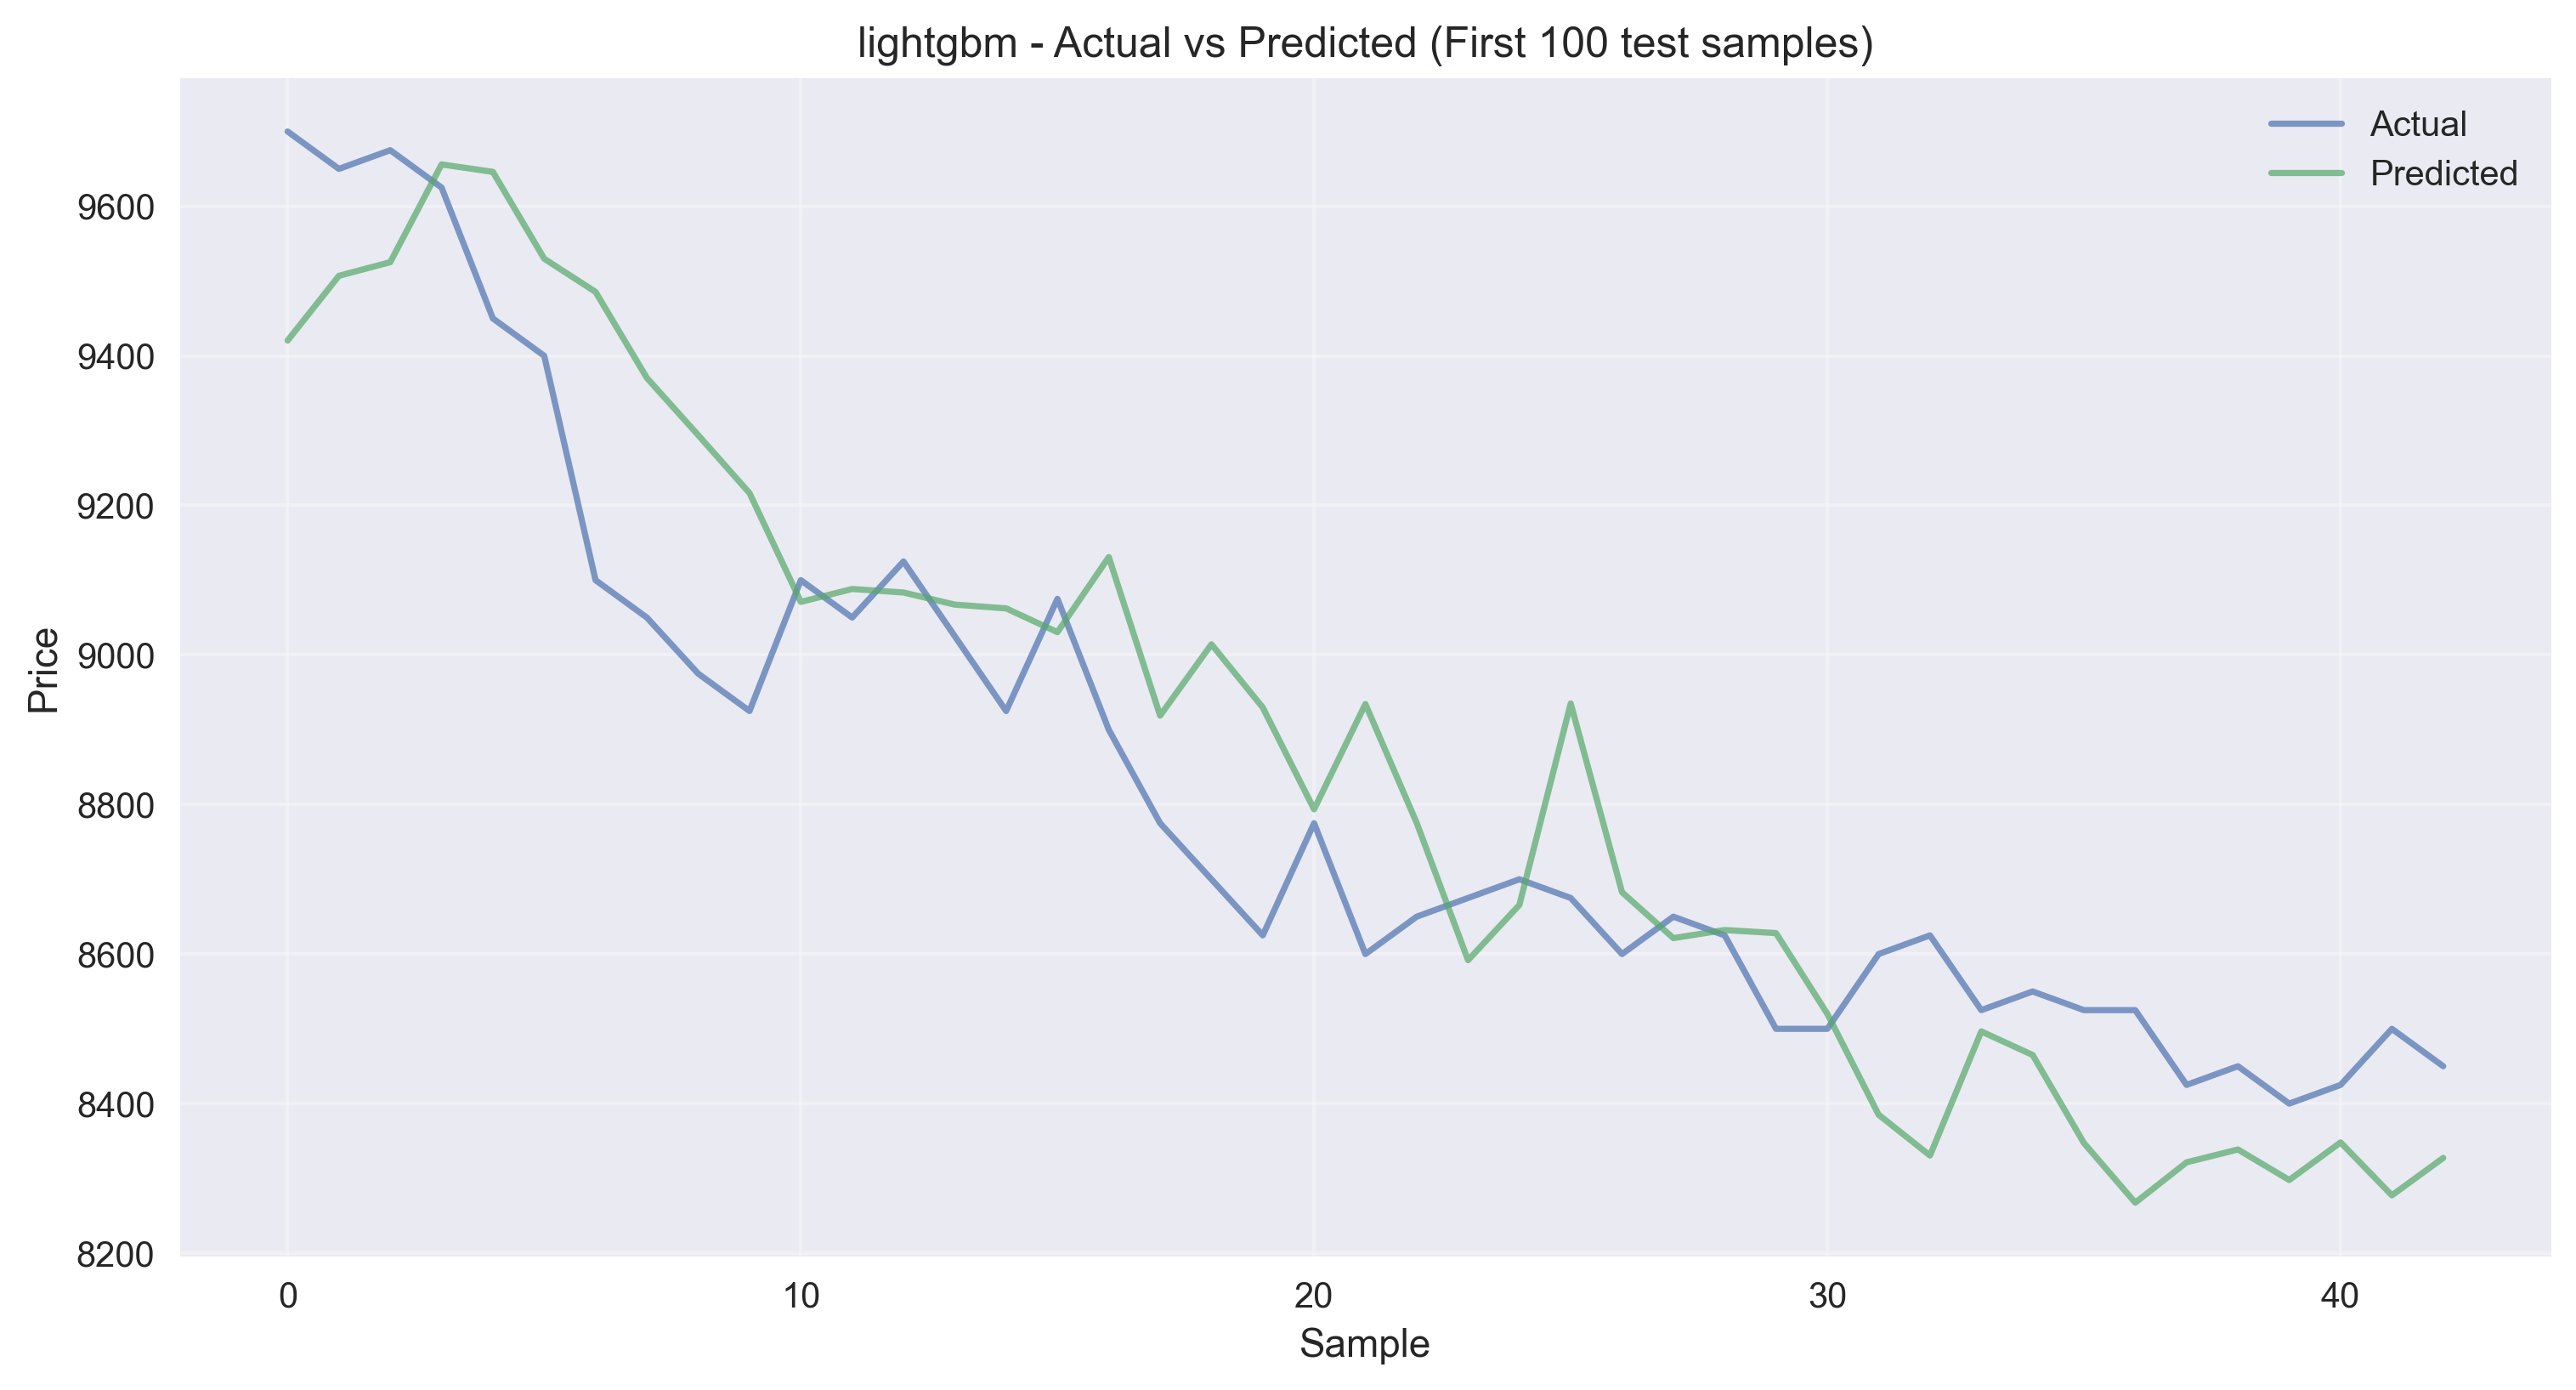 lightgbm - Actual vs Predicted (First 100 test samples)
Actual
Predicted
9600
9400
9200
9000
8800
8600
8400
8200
Price
0 10 20 30 40
Sample